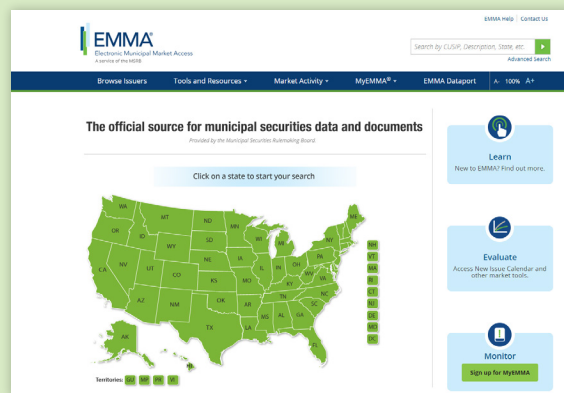 EMMA Help | Contact Us
EMMA®
Electronic Municipal Market Access
A service of the MSRB
Search by CUSIP, Description, State, etc.
Advanced Search
Browse Issuers Tools and Resources Market Activity MyEMMA® EMMA Dataport A- 100% A+
The official source for municipal securities data and documents
Provided by the Municipal Securities Rulemaking Board.
Click on a state to start your search
Learn
New to EMMA? Find out more.
Evaluate
Access New Issue Calendar and
other market tools.
Monitor
Sign up for MyEMMA
WA MT ND MN ME
OR ID WY SD WI MI NY
NE IA PA
CA NV UT CO KS MO IL IN OH WV VA
KY
AZ NM OK AR TN NC
SC
TX LA MS AL GA
FL
AK
HI
NH
VT
MA
RI
CT
NJ
DE
MD
DC
Territories: GU MP PR VI